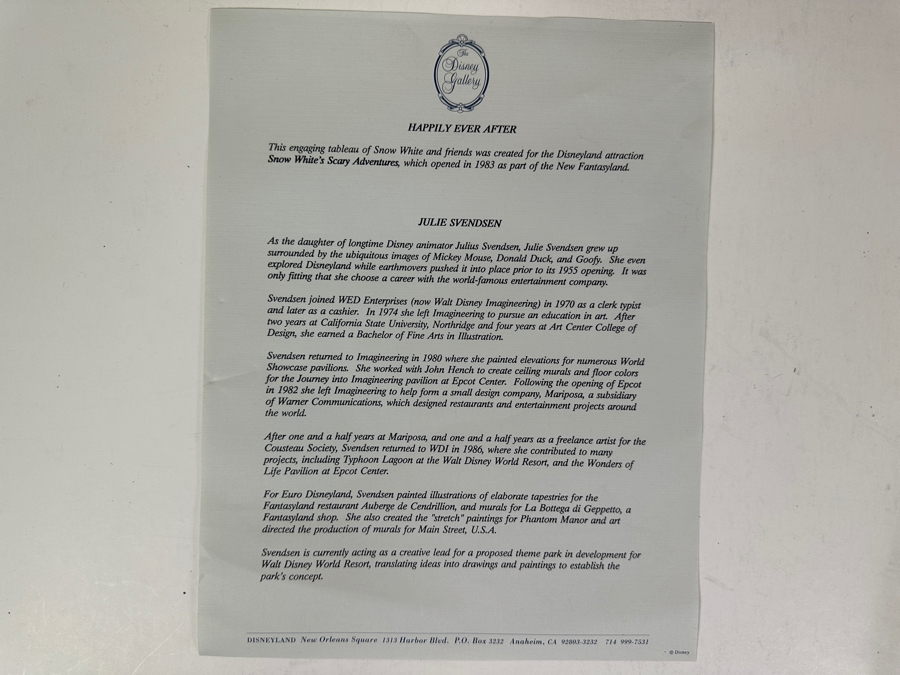 The
Disney
Gallery
HAPPILY EVER AFTER
This engaging tableau of Snow White and friends was created for the Disneyland attraction
Snow White's Scary Adventures, which opened in 1983 as part of the New Fantasyland.
JULIE SVENDSEN
As the daughter of longtime Disney animator Julius Svendsen, Julie Svendsen grew up
surrounded by the ubiquitous images of Mickey Mouse, Donald Duck, and Goofy. She even
explored Disneyland while earthmovers pushed it into place prior to its 1955 opening. It was
only fitting that she choose a career with the world-famous entertainment company.
Svendsen joined WED Enterprises (now Walt Disney Imagineering) in 1970 as a clerk typist
and later as a cashier. In 1974 she left Imagineering to pursue an education in art. After
two years at California State University, Northridge and four years at Art Center College of
Design, she earned a Bachelor of Fine Arts in Illustration.
Svendsen returned to Imagineering in 1980 where she painted elevations for numerous World
Showcase pavilions. She worked with John Hench to create ceiling murals and floor colors
for the Journey into Imagineering pavilion at Epcot Center. Following the opening of Epcot
in 1982 she left Imagineering to help form a small design company, Mariposa, a subsidiary
of Warner Communications, which designed restaurants and entertainment projects around
the world.
After one and a half years at Mariposa, and one and a half years as a freelance artist for the
Cousteau Society, Svendsen returned to WDI in 1986, where she contributed to many
projects, including Typhoon Lagoon at the Walt Disney World Resort, and the Wonders of
Life Pavilion at Epcot Center.
For Euro Disneyland, Svendsen painted illustrations of elaborate tapestries for the
Fantasyland restaurant Auberge de Cendrillion, and murals for La Bottega di Geppetto, a
Fantasyland shop. She also created the "stretch" paintings for Phantom Manor and art
directed the production of murals for Main Street, U.S.A.
Svendsen is currently acting as a creative lead for a proposed theme park in development for
Walt Disney World Resort, translating ideas into drawings and paintings to establish the
park's concept.
DISNEYLAND New Orleans Square 1313 Harbor Blvd. P.O. Box 3232 Anaheim, CA 92803-3232 714 999-7531
© Disney